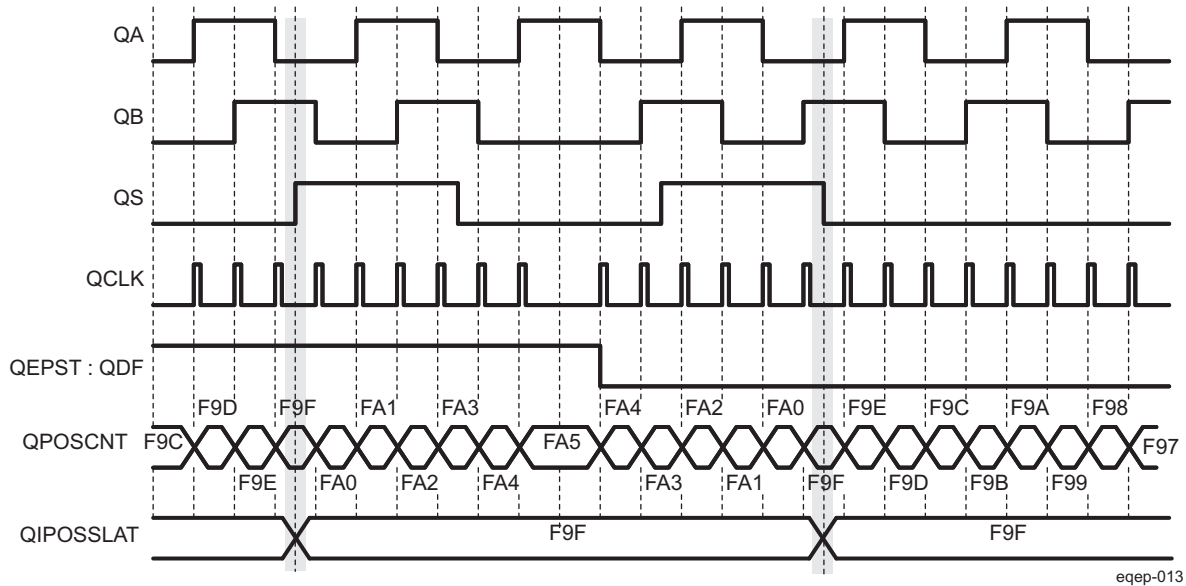 QA
QB
QS
QCLK
QEPST : QDF
F9D F9F FA1 FA3 FA4 FA2 FA0 F9E F9C F9A F98
QPOSCNT F9C FA5 F97
F9E FA0 FA2 FA4 FA3 FA1 F9F F9D F9B F99
QIPOSSLAT F9F F9F
eqep-013